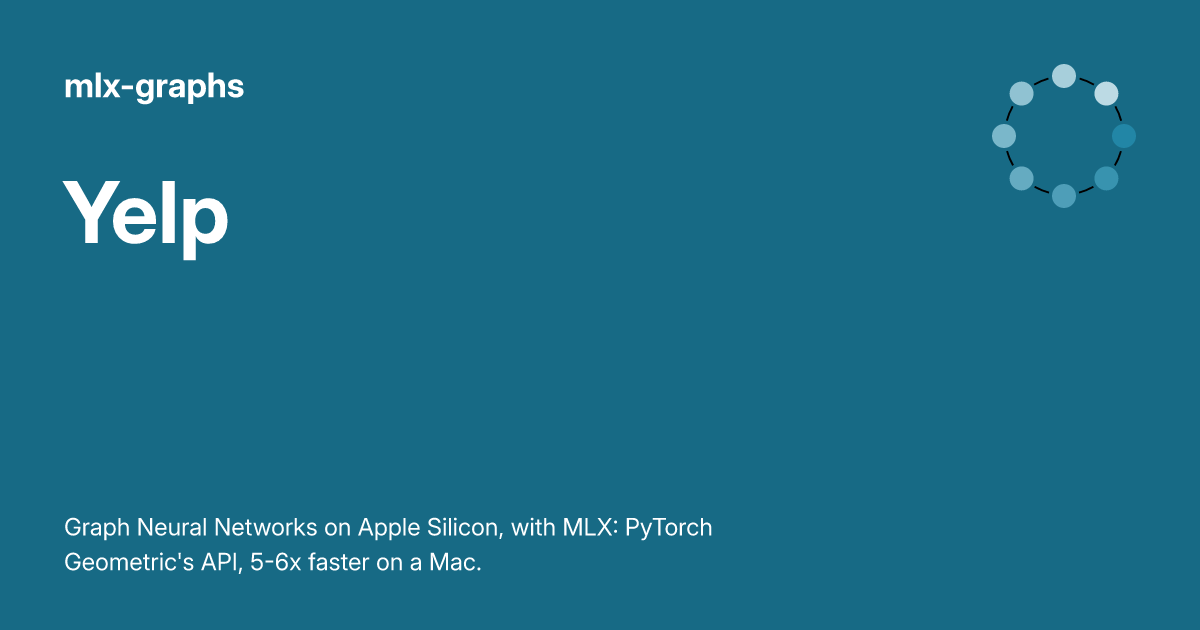 mlx-graphs
Yelp
Graph Neural Networks on Apple Silicon, with MLX: PyTorch
Geometric's API, 5-6x faster on a Mac.